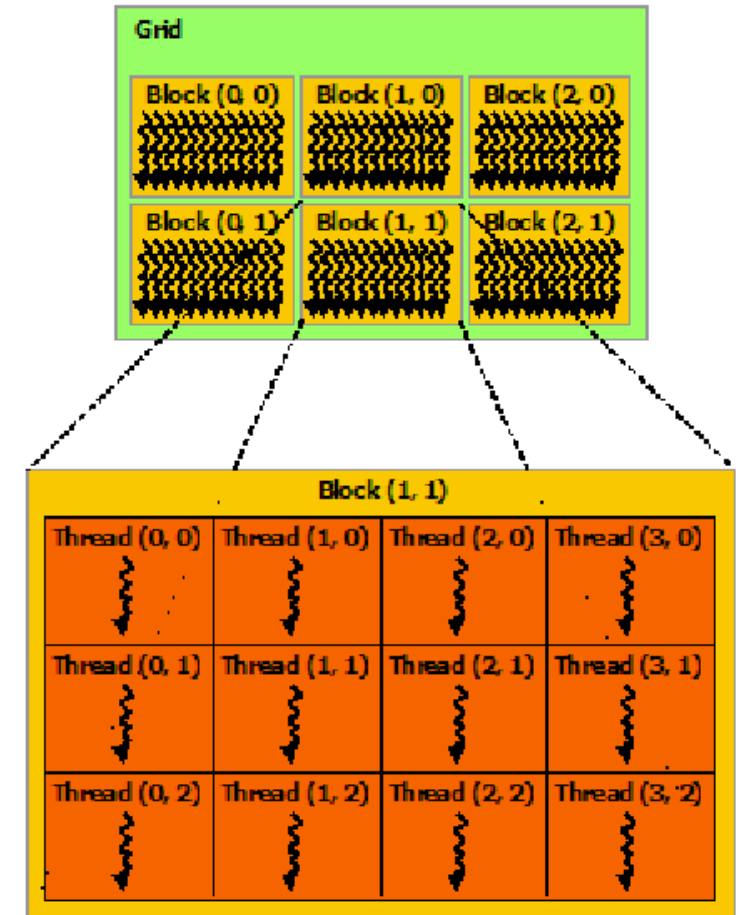 Grid
Block (0, 0) Block (1, 0) Block (2, 0)
Block (0, 1) Block (1, 1) Block (2, 1)
Block (1, 1)
Thread (0, 0) Thread (1, 0) Thread (2, 0) Thread (3, 0)
Thread (0, 1) Thread (1, 1) Thread (2, 1) Thread (3, 1)
Thread (0, 2) Thread (1, 2) Thread (2, 2) Thread (3, 2)